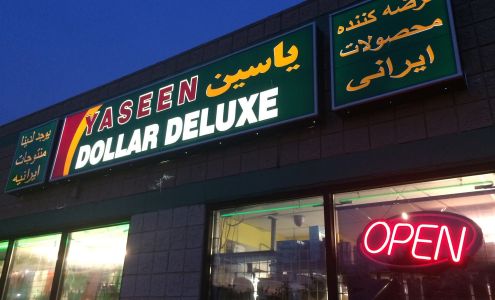 يوجد لدينا
منتوجات
ايرانيه
YASEEN ياسين
DOLLAR DELUXE
عرضه کننده
محصولات
ایرانی
OPEN